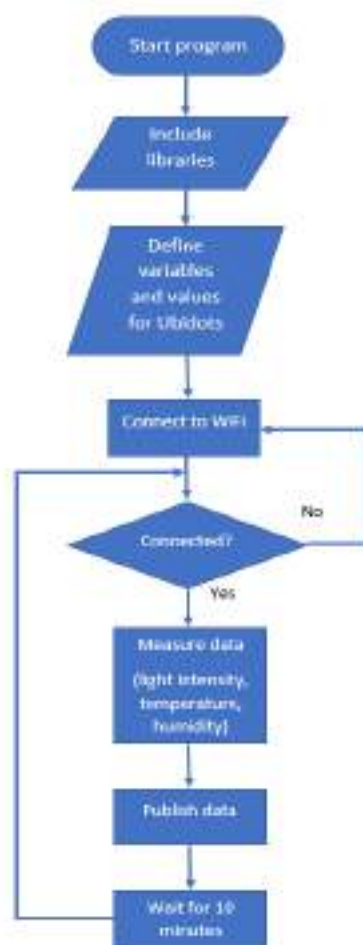 Start program
Include
libraries
Define
variables
and values
for Ubidots
Connect to WiFi
Connected?
No
Yes
Measure data
(light intensity,
temperature,
humidity)
Publish data
Wait for 10
minutes